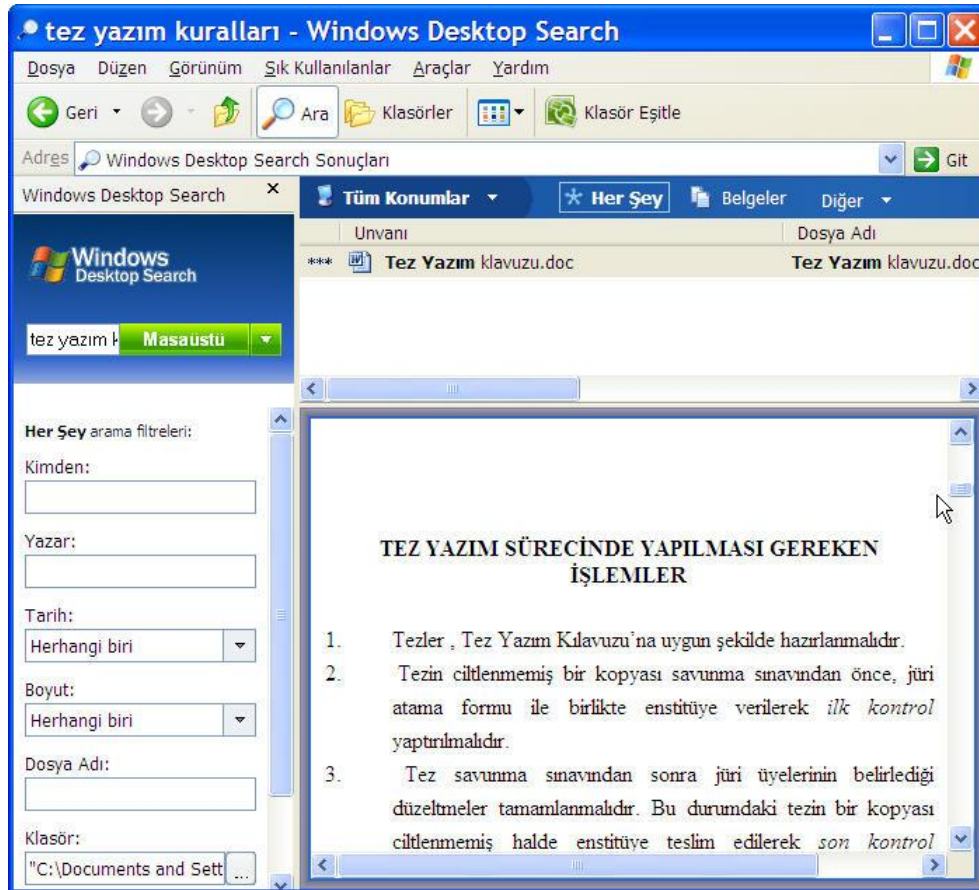 tez yazım kuralları - Windows Desktop Search
Dosya Düzen Görünüm Sık Kullanılanlar Araçlar Yardım
Geri Ara Klasörler Klasör Eşitle
Adres Windows Desktop Search Sonuçları Git
Windows Desktop Search
Tüm Konumlar Her Şey Belgeler Diğer
Windows
Desktop Search
tez yazım k Masaüstü
Unvanı Dosya Adı
*** Tez Yazım klavuzu.doc Tez Yazım klavuzu.doc
Her Şey arama filtreleri:
Kimden:
Yazar:
Tarih:
Herhangi biri
Boyut:
Herhangi biri
Dosya Adı:
Klasör:
"C:\Documents and Sett ...
TEZ YAZIM SÜRECİNDE YAPILMASI GEREKEN
İŞLEMLER
1. Tezler , Tez Yazım Kılavuzu’na uygun şekilde hazırlanmalıdır.
2. Tezin ciltlenmemiş bir kopyası savunma sınavından önce, jüri
atama formu ile birlikte enstitüye verilerek ilk kontrol
yaptırılmalıdır.
3. Tez savunma sınavından sonra jüri üyelerinin belirlediği
düzeltmeler tamamlanmalıdır. Bu durumdaki tezin bir kopyası
ciltlenmemiş halde enstitüye teslim edilerek son kontrol